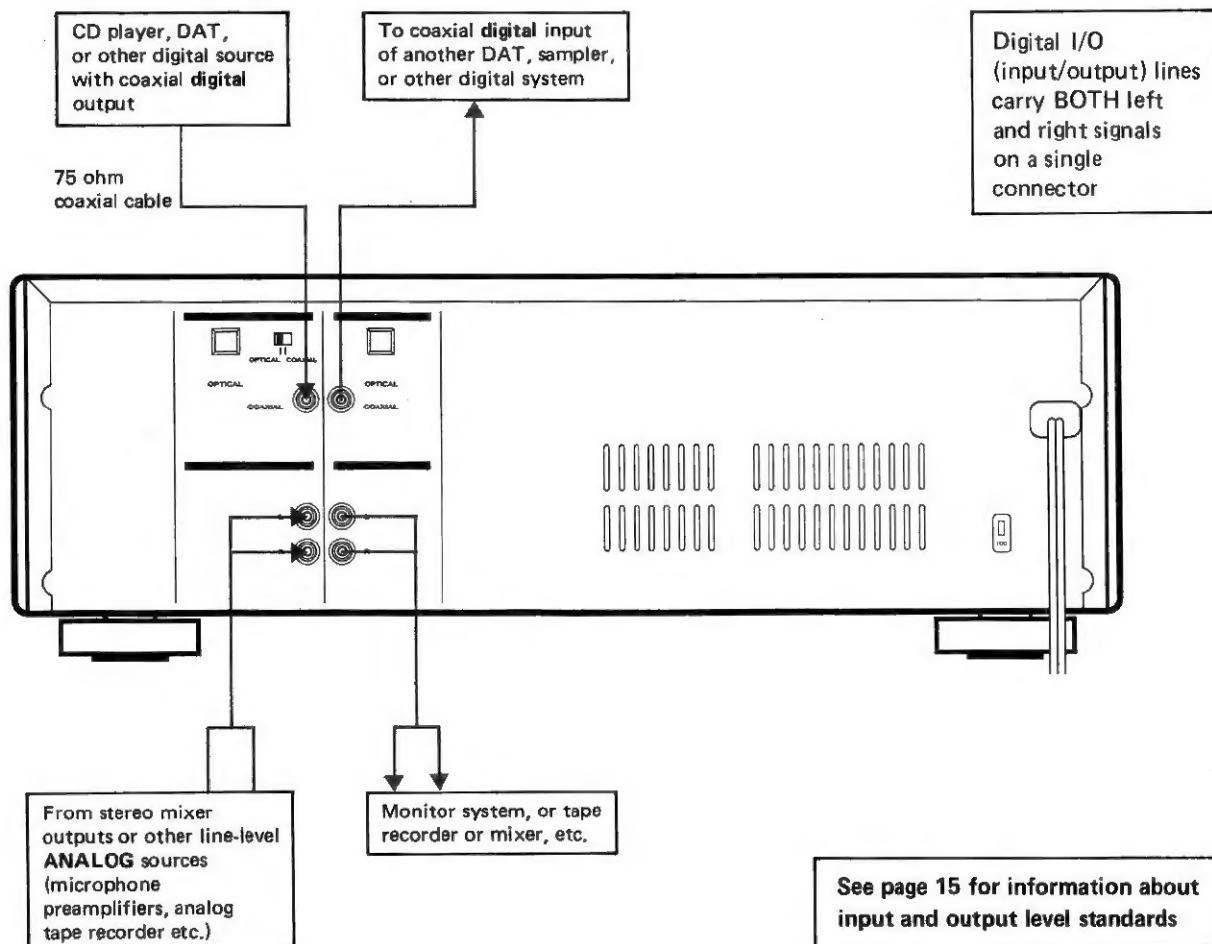 CD player, DAT,
or other digital source
with coaxial digital
output
To coaxial digital input
of another DAT, sampler,
or other digital system
Digital I/O
(input/output) lines
carry BOTH left
and right signals
on a single
connector
75 ohm
coaxial cable
OPTICAL COAXIAL
OPTICAL
OPTICAL
COAXIAL
COAXIAL
From stereo mixer
outputs or other line-level
ANALOG sources
(microphone
preamplifiers, analog
tape recorder etc.)
Monitor system, or tape
recorder or mixer, etc.
See page 15 for information about
input and output level standards